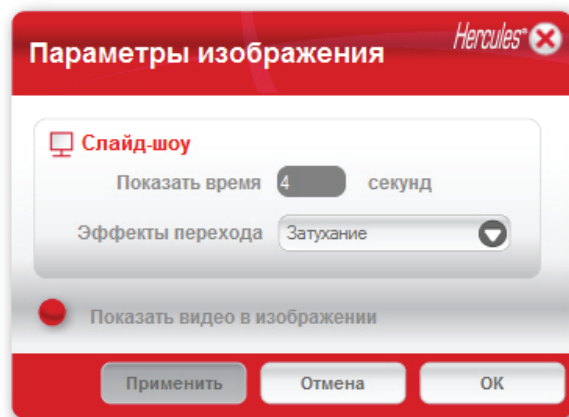 Hercules®
Параметры изображения
Слайд-шоу
Показать время 4 секунд
Эффекты перехода Затухание
Показать видео в изображении
Применить Отмена OK